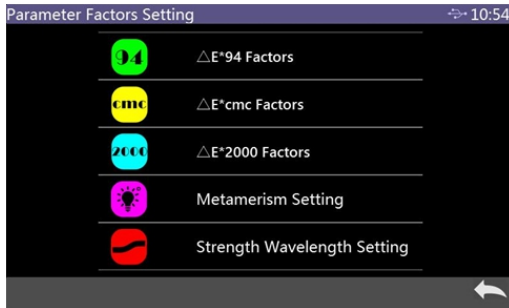 Parameter Factors Setting 10:54
94 △E*94 Factors
cmc △E*cmc Factors
2000 △E*2000 Factors
Metamerism Setting
Strength Wavelength Setting